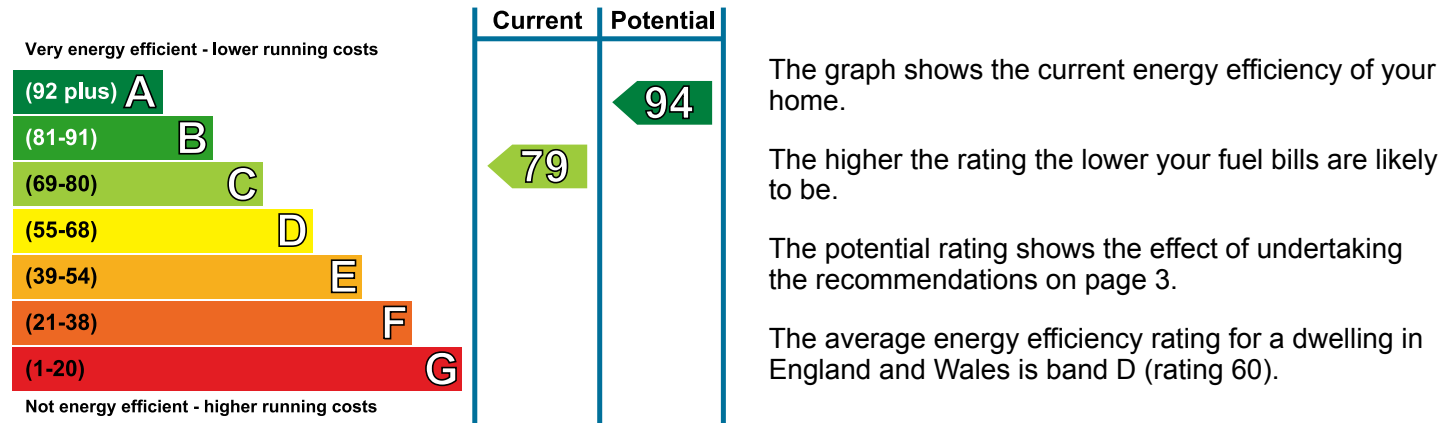 Current Potential
Very energy efficient - lower running costs
(92 plus) A
94
(81-91) B
79
(69-80) C
(55-68) D
(39-54) E
(21-38) F
(1-20) G
Not energy efficient - higher running costs
The graph shows the current energy efficiency of your
home.
The higher the rating the lower your fuel bills are likely
to be.
The potential rating shows the effect of undertaking
the recommendations on page 3.
The average energy efficiency rating for a dwelling in
England and Wales is band D (rating 60).